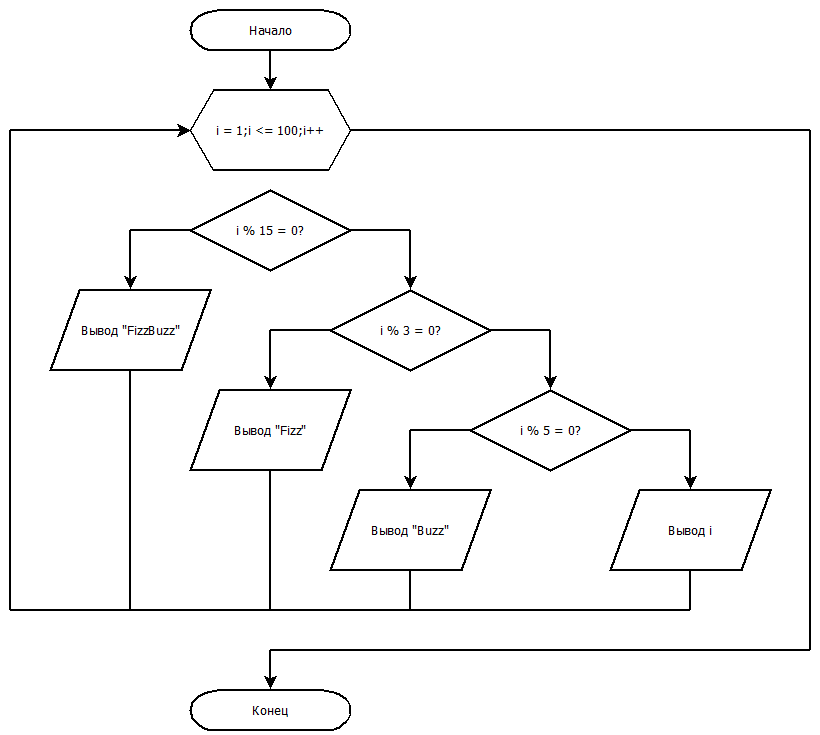 Начало
i = 1;i <= 100;i++
i % 15 = 0?
Вывод "FizzBuzz"
i % 3 = 0?
Вывод "Fizz"
i % 5 = 0?
Вывод "Buzz"
Вывод i
Конец